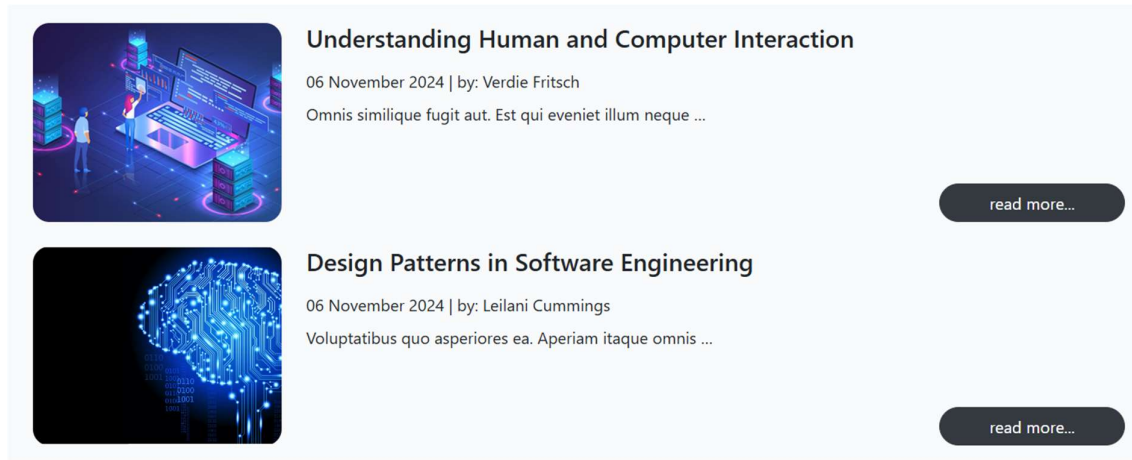 Understanding Human and Computer Interaction
06 November 2024 | by: Verdie Fritsch
Omnis similique fugit aut. Est qui eveniet illum neque ...
read more...
Design Patterns in Software Engineering
06 November 2024 | by: Leilani Cummings
Voluptatibus quo asperiores ea. Aperiam itaque omnis ...
read more...